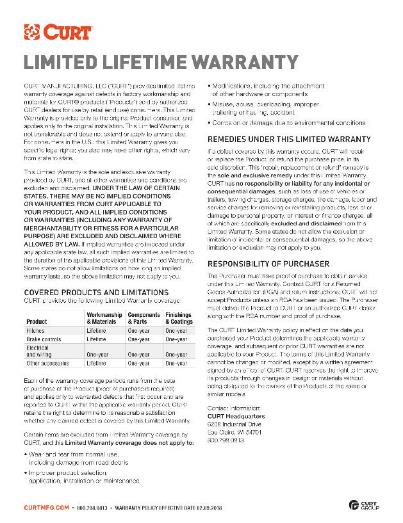 CURT
LIMITED LIFETIME WARRANTY
CURT MANUFACTURING, LLC ("CURT") provides limited lifetime
warranty coverage against defects in factory workmanship and
materials for CURT® products ("Products") sold by authorized
CURT dealers for use by retail end-use consumers. This Limited
Warranty is provided only to the original Product consumer, and
applies only to the original installation. This Limited Warranty is
not transferable and does not extend or apply to anyone else.
For consumers in the U.S.: this Limited Warranty gives you
specific legal rights; you also may have other rights, which vary
from state to state.
This Limited Warranty is the sole and exclusive warranty
provided by CURT, and all other warranties and conditions are
excluded and disclaimed. UNDER THE LAW OF CERTAIN
STATES, THERE MAY BE NO IMPLIED CONDITIONS
OR WARRANTIES FROM CURT APPLICABLE TO
YOUR PRODUCT, AND ALL IMPLIED CONDITIONS
OR WARRANTIES (INCLUDING ANY WARRANTY OF
MERCHANTABILITY OR FITNESS FOR A PARTICULAR
PURPOSE) ARE EXCLUDED AND DISCLAIMED WHERE
ALLOWED BY LAW. If implied warranties are imposed under
any applicable state law, all such implied warranties are limited to
the duration of the applicable provisions of this Limited Warranty.
Some states do not allow limitations on how long an implied
warranty lasts, so the above limitation may not apply to you.
COVERED PRODUCTS AND LIMITATIONS
CURT provides the following Limited Warranty coverage:
Product Workmanship & Materials Components & Parts Finishings & Coatings
Hitches Lifetime One-year One-year
Brake controls Lifetime One-year One-year
Electrical
and wiring One-year One-year One-year
Other accessories Lifetime One-year One-year
Each of the warranty coverage periods runs from the date
of purchase of the Product (proof of purchase is required)
and applies only to warranted defects that first occur and are
reported to CURT within the applicable warranty period. CURT
retains the right to determine to its reasonable satisfaction
whether any claimed defect is covered by this Limited Warranty.
Certain items are excluded from Limited Warranty coverage by
CURT, and this Limited Warranty coverage does not apply to:
• Wear and tear from normal use,
including damage from road debris
• Improper product selection,
application, installation or maintenance
• Modifications, including the attachment
of other hardware or components
• Misuse, abuse, overloading, improper
trailering or hauling, accident
• Corrosion or damage due to environmental conditions
REMEDIES UNDER THIS LIMITED WARRANTY
If a defect covered by this warranty occurs, CURT will repair
or replace the Product, or refund the purchase price, in its
sole discretion. This repair, replacement or refund remedy is
the sole and exclusive remedy under this Limited Warranty.
CURT has no responsibility or liability for any incidental or
consequential damages, such as loss of use of vehicles or
trailers, towing charges, storage charges, tire damages, labor and
service charges for removing or reinstalling products, loss of or
damage to personal property, or interest or finance charges, all
of which are specifically excluded and disclaimed from this
Limited Warranty. Some states do not allow the exclusion or
limitation of incidental or consequential damages, so the above
limitation or exclusion may not apply to you.
RESPONSIBILITY OF PURCHASER
The Purchaser must have proof of purchase to obtain service
under this Limited Warranty. Contact CURT for a Returned
Goods Authorization (RGA) and return instructions. CURT will not
accept Products unless an RGA has been issued. The Purchaser
must deliver the Product to CURT or an authorized CURT dealer
along with the RGA number and proof of purchase.
The CURT Limited Warranty policy in effect on the date you
purchased your Product determines the applicable warranty
coverage, and subsequent or prior CURT warranties are not
applicable to your Product. The terms of this Limited Warranty
cannot be changed or modified, except by a written agreement
signed by an officer of CURT. CURT reserves the right to improve
its products through changes in design or materials without
being obligated to the owners of the Products of the same or
similar models.
Contact Information:
CURT Headquarters
6208 Industrial Drive
Eau Claire, WI 54701
800.798.0813
CURTMFG.COM • 800.798.0813 • WARRANTY POLICY EFFECTIVE DATE 02.09.2018
CURT
GROUP